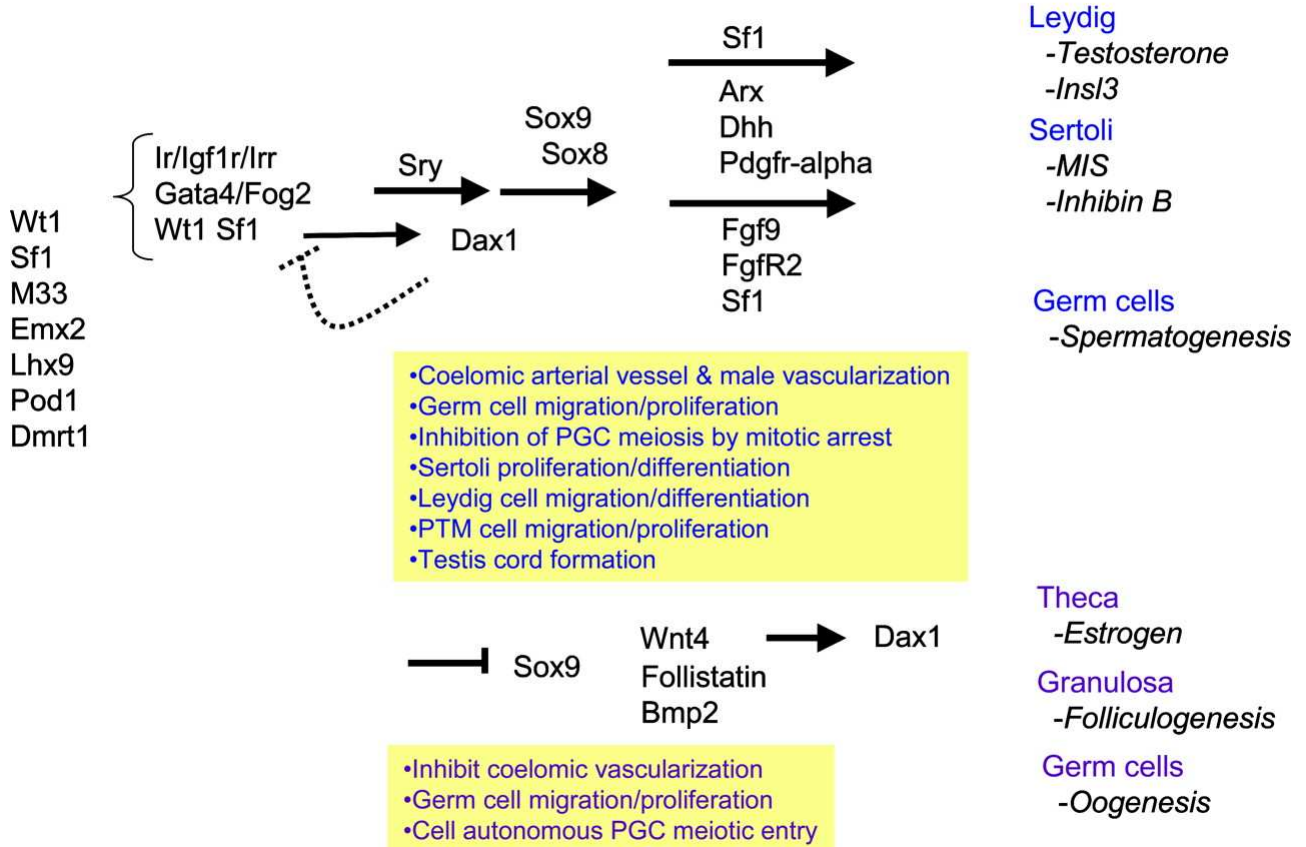 Wt1
Sf1
M33
Emx2
Lhx9
Pod1
Dmrt1
Ir/Igf1r/Irr
Gata4/Fog2
Wt1 Sf1
Sry
Dax1
Sox9
Sox8
Sf1
Arx
Dhh
Pdgfr-alpha
Fgf9
FgfR2
Sf1
Leydig
-Testosterone
-Insl3
Sertoli
-MIS
-Inhibin B
Germ cells
-Spermatogenesis
•Coelomic arterial vessel & male vascularization
•Germ cell migration/proliferation
•Inhibition of PGC meiosis by mitotic arrest
•Sertoli proliferation/differentiation
•Leydig cell migration/differentiation
•PTM cell migration/proliferation
•Testis cord formation
Sox9
Wnt4
Follistatin
Bmp2
Dax1
Theca
-Estrogen
Granulosa
-Folliculogenesis
Germ cells
-Oogenesis
•Inhibit coelomic vascularization
•Germ cell migration/proliferation
•Cell autonomous PGC meiotic entry